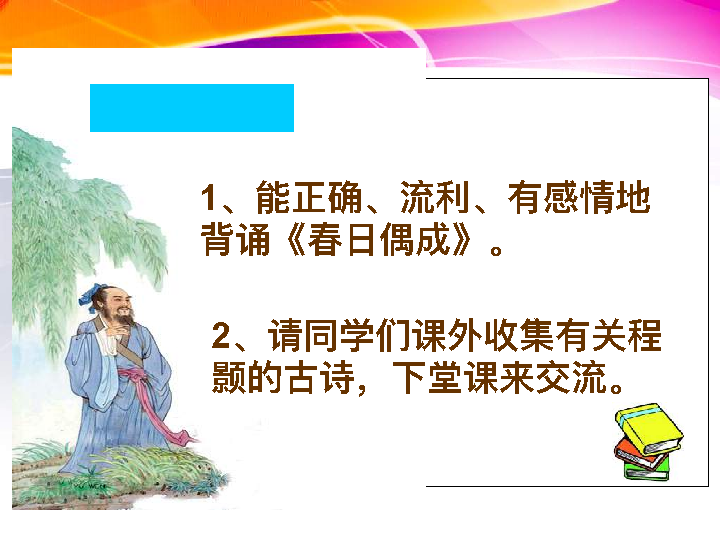 1、能正确、流利、有感情地
背诵《春日偶成》。
2、请同学们课外收集有关程
颢的古诗，下堂课来交流。